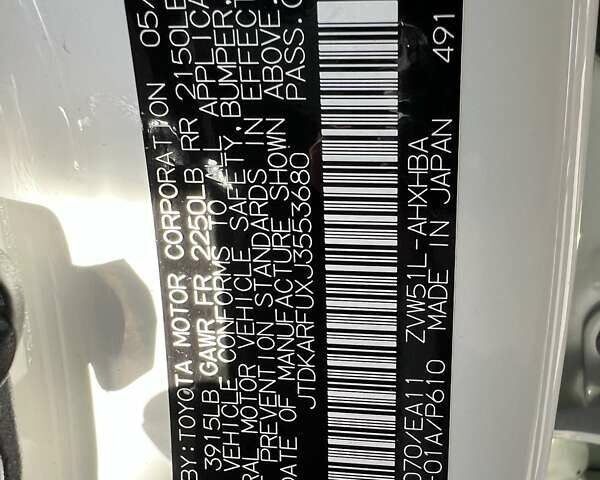 BY:TOYOTA MOTOR CORPORATION 05/
3915LB GAWR FR 2250LB RR 2150LB
VEHICLE CONFORMS TO ALL APPLICA
ERAL MOTOR VEHICLE SAFETY, BUMPER,
PREVENTION STANDARDS IN EFFECT
DATE OF MANUFACTURE SHOWN ABOVE.
JTDKARFUXJ3553680 PASS.C
070/EA11 ZVW51L-AHXHBA
-01A/P610 MADE IN JAPAN 491